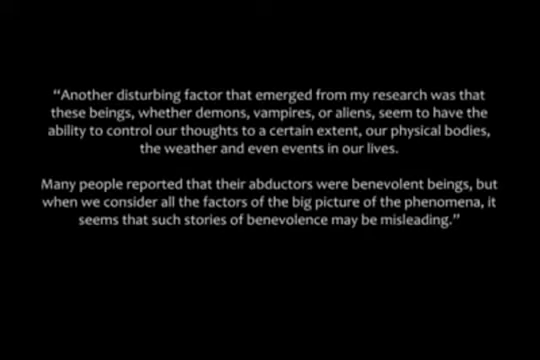 “Another disturbing factor that emerged from my research was that
these beings, whether demons, vampires, or aliens, seem to have the
ability to control our thoughts to a certain extent, our physical bodies,
the weather and even events in our lives.
Many people reported that their abductors were benevolent beings, but
when we consider all the factors of the big picture of the phenomena, it
seems that such stories of benevolence may be misleading.”